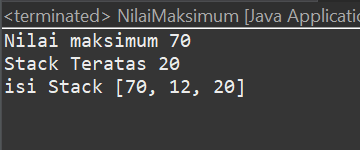 <terminated> NilaiMaksimum [Java Applicatio
Nilai maksimum 70
Stack Teratas 20
isi Stack [70, 12, 20]